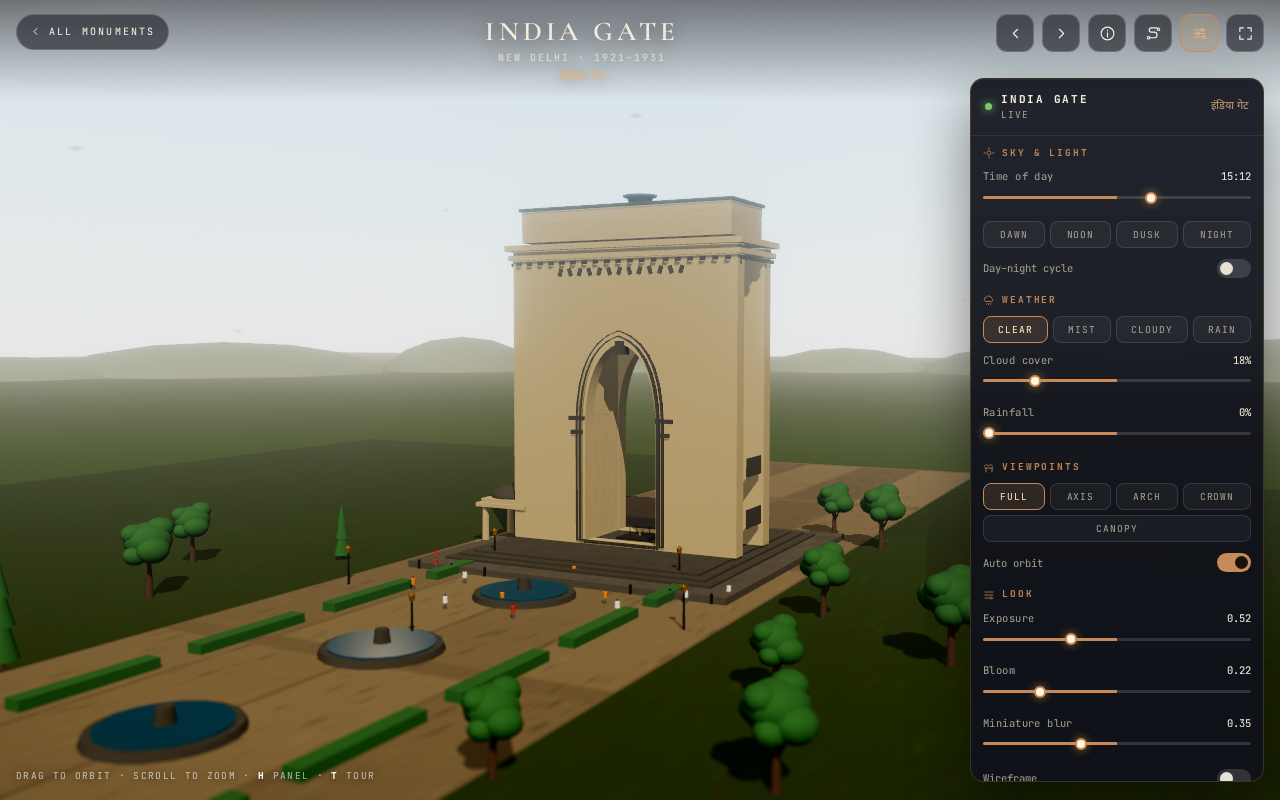 ALL MONUMENTS
INDIA GATE
NEW DELHI · 1921–1931
INDIA GATE
LIVE
इंडिया गेट
SKY & LIGHT
Time of day
15:12
DAWN
NOON
DUSK
NIGHT
Day-night cycle
WEATHER
CLEAR
MIST
CLOUDY
RAIN
Cloud cover
18%
Rainfall
0%
VIEWPOINTS
FULL
AXIS
ARCH
CROWN
CANOPY
Auto orbit
LOOK
Exposure
0.52
Bloom
0.22
Miniature blur
0.35
Wireframe
DRAG TO ORBIT · SCROLL TO ZOOM · H PANEL · T TOUR